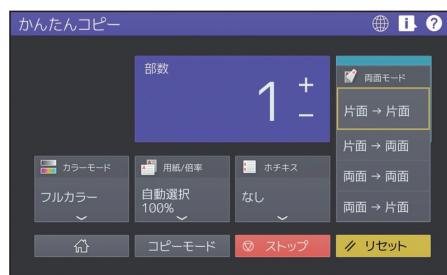 かんたんコピー
i ?
部数
1 + −
両面モード
片面 → 片面
片面 → 両面
両面 → 両面
両面 → 片面
カラーモード
フルカラー
用紙/倍率
自動選択
100%
ホチキス
なし
コピーモード
ストップ
リセット